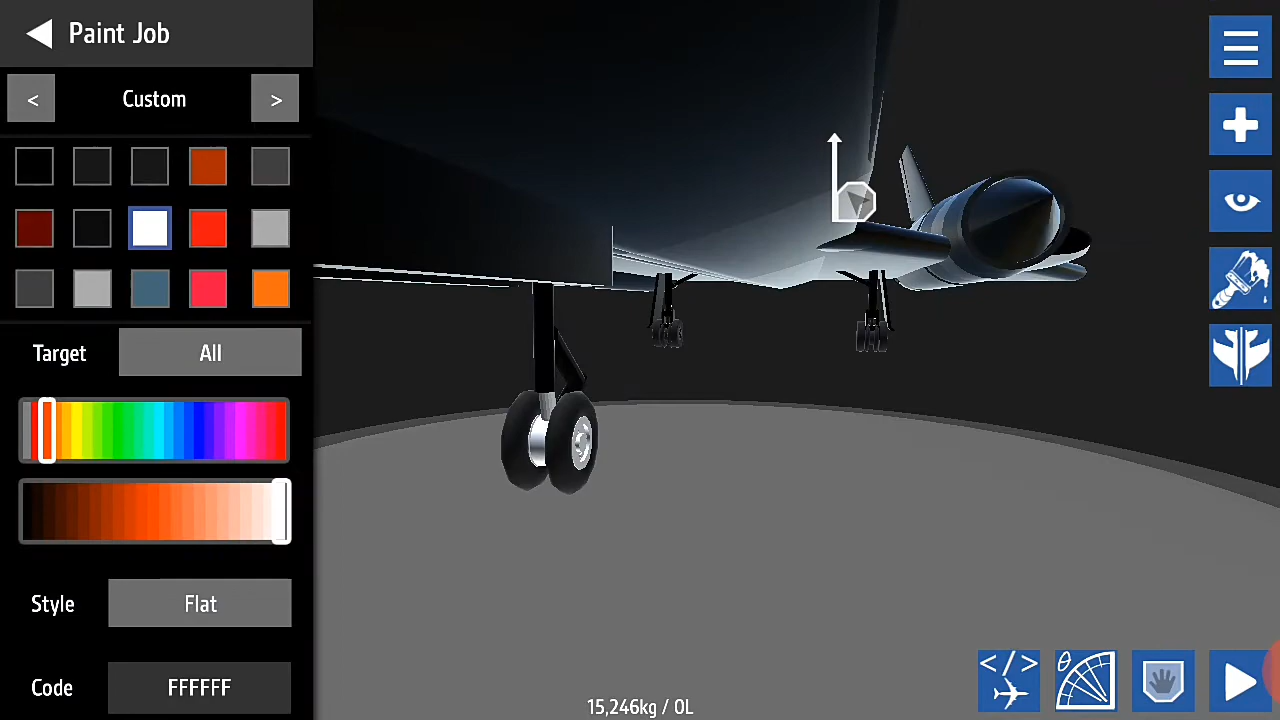 Paint Job
< Custom >
Target All
Style Flat
Code FFFFFF
15,246kg / 0L
</>